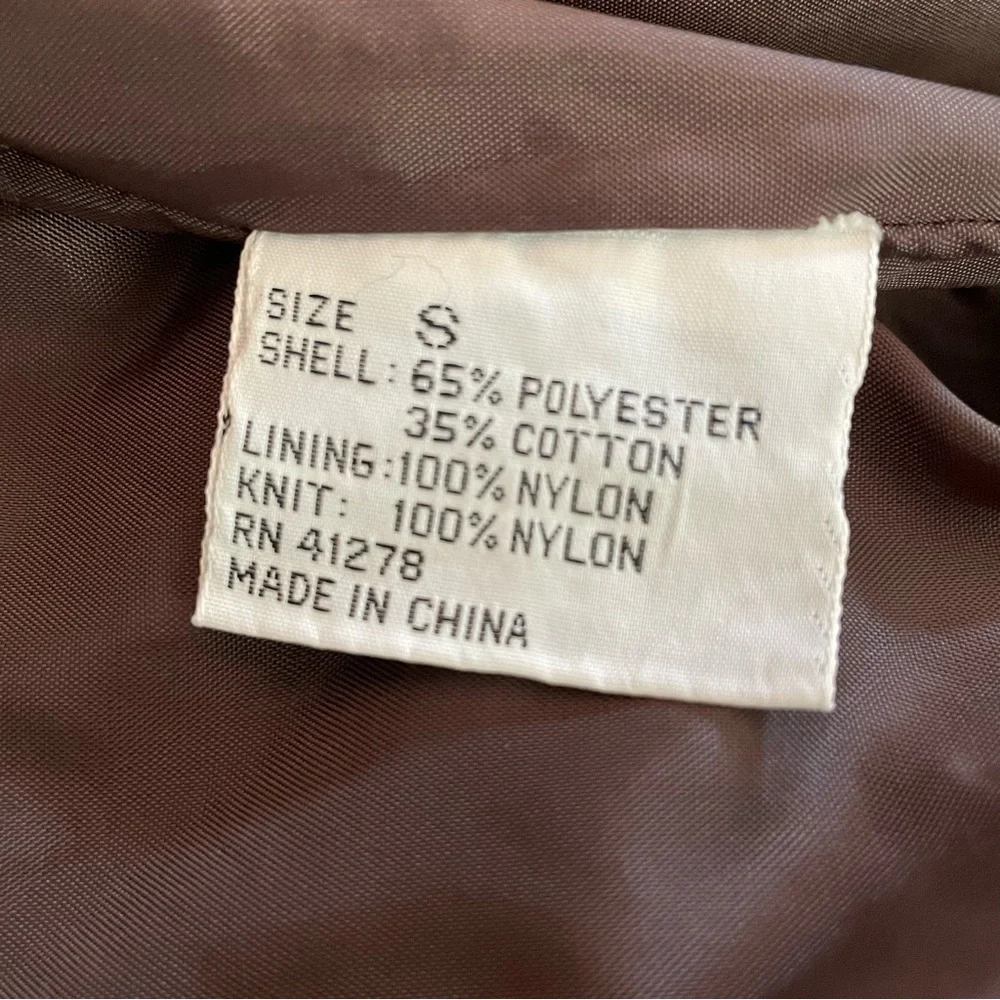 SIZE S
SHELL: 65% POLYESTER
35% COTTON
LINING: 100% NYLON
KNIT: 100% NYLON
RN 41278
MADE IN CHINA